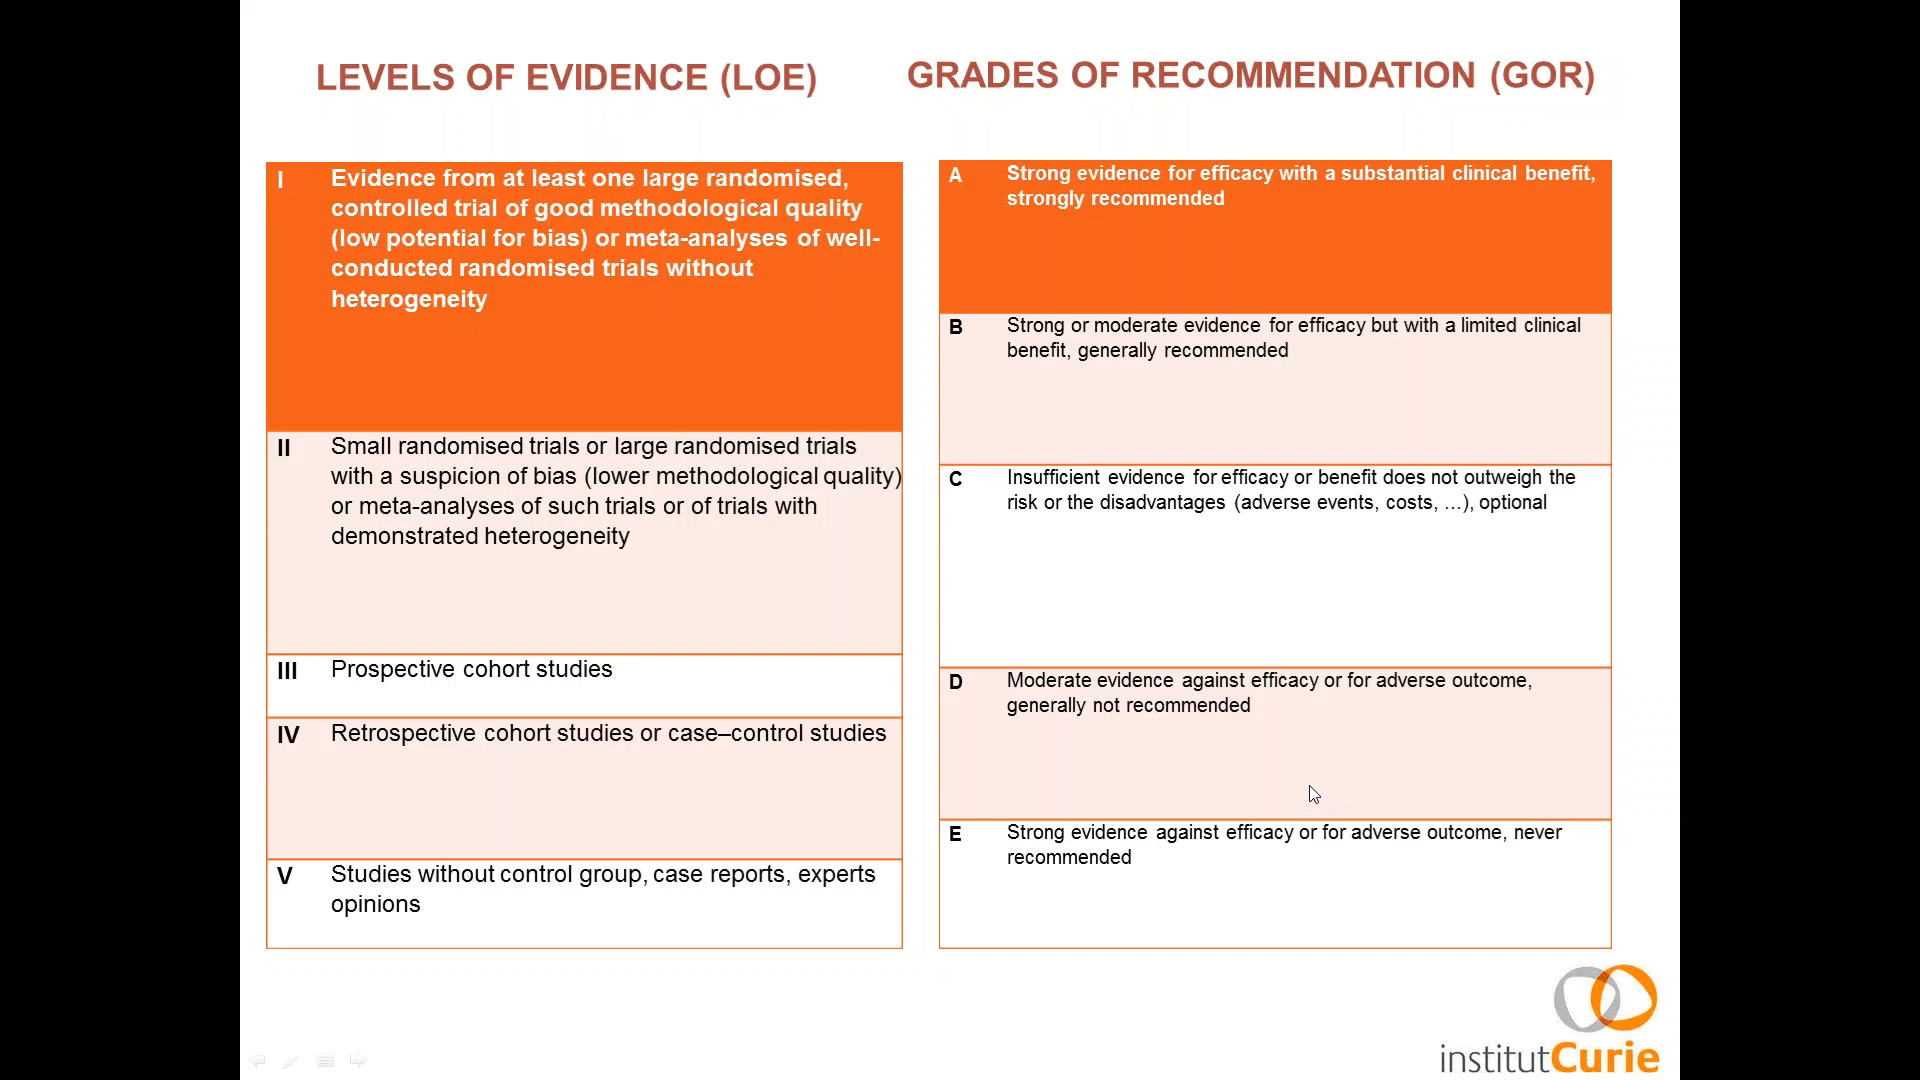 LEVELS OF EVIDENCE (LOE)
GRADES OF RECOMMENDATION (GOR)
I Evidence from at least one large randomised,
controlled trial of good methodological quality
(low potential for bias) or meta-analyses of well-
conducted randomised trials without
heterogeneity
II Small randomised trials or large randomised trials
with a suspicion of bias (lower methodological quality)
or meta-analyses of such trials or of trials with
demonstrated heterogeneity
III Prospective cohort studies
IV Retrospective cohort studies or case–control studies
V Studies without control group, case reports, experts
opinions
A Strong evidence for efficacy with a substantial clinical benefit,
strongly recommended
B Strong or moderate evidence for efficacy but with a limited clinical
benefit, generally recommended
C Insufficient evidence for efficacy or benefit does not outweigh the
risk or the disadvantages (adverse events, costs, ...), optional
D Moderate evidence against efficacy or for adverse outcome,
generally not recommended
E Strong evidence against efficacy or for adverse outcome, never
recommended
institutCurie